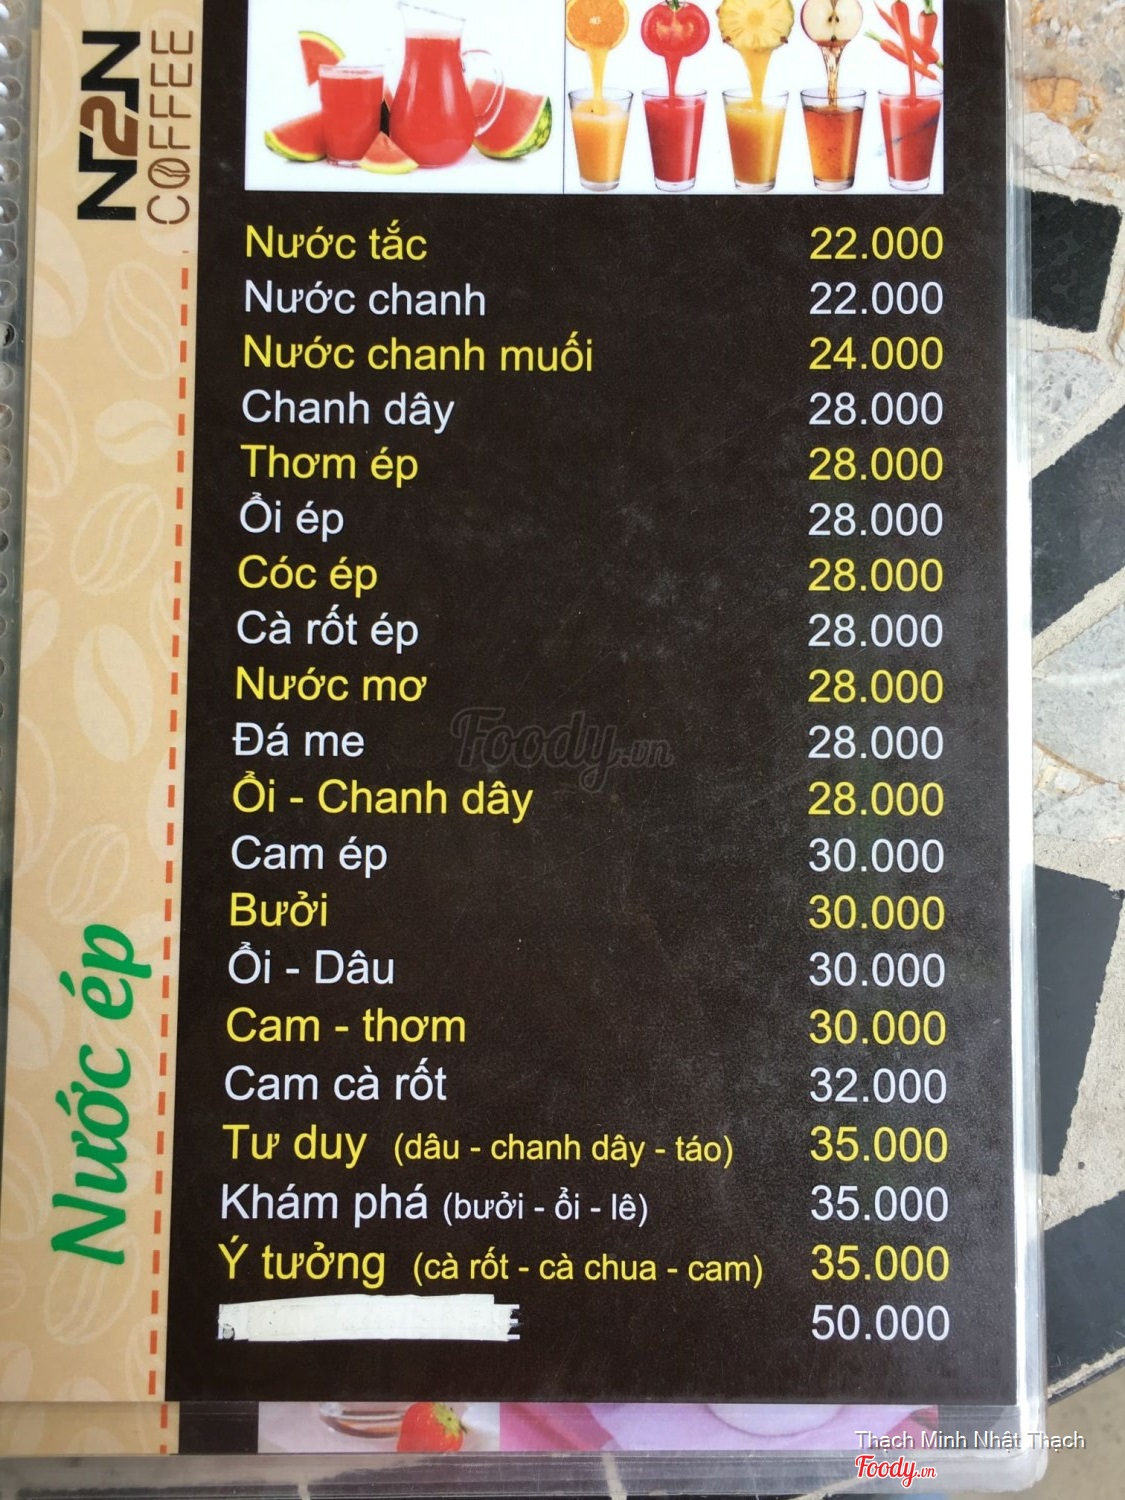 N2N
COFFEE
Nước ép
Nước tắc 22.000
Nước chanh 22.000
Nước chanh muối 24.000
Chanh dây 28.000
Thơm ép 28.000
Ổi ép 28.000
Cóc ép 28.000
Cà rốt ép 28.000
Nước mơ 28.000
Đá me 28.000
Ổi - Chanh dây 28.000
Cam ép 30.000
Bưởi 30.000
Ổi - Dâu 30.000
Cam - thơm 30.000
Cam cà rốt 32.000
Tư duy (dâu - chanh dây - táo) 35.000
Khám phá (bưởi - ổi - lê) 35.000
Ý tưởng (cà rốt - cà chua - cam) 35.000
50.000
Foody.vn
Thạch Minh Nhật Thạch
Foody.vn